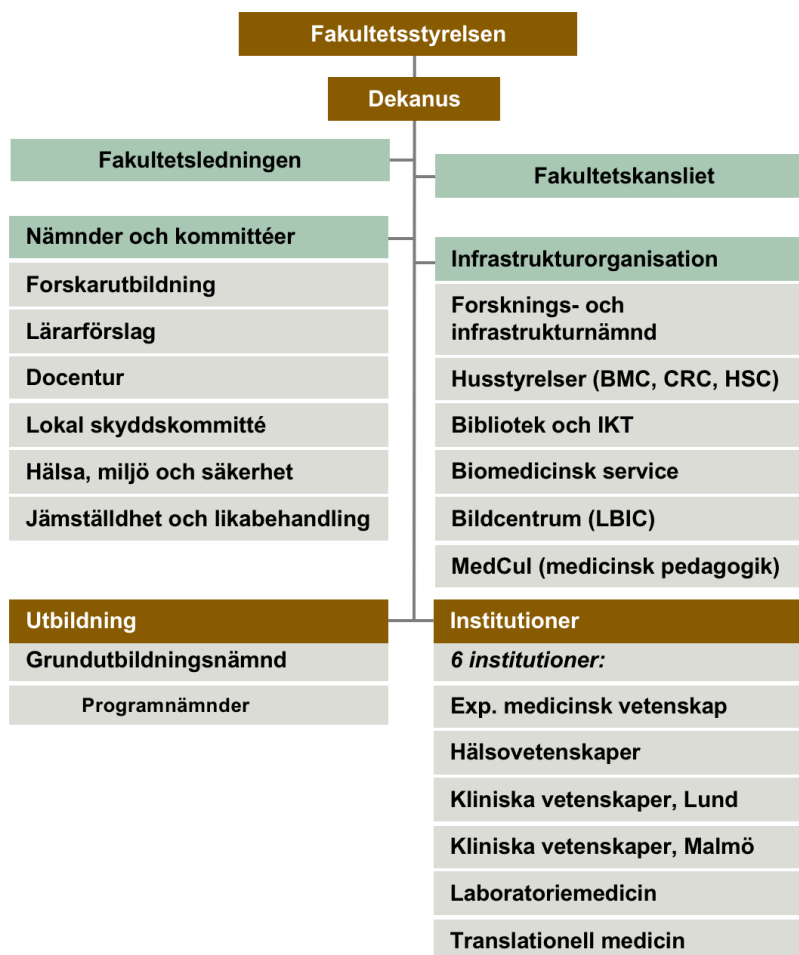 Fakultetsstyrelsen
Dekanus
Fakultetsledningen
Fakultetskansliet
Nämnder och kommittéer
Forskarutbildning
Lärarförslag
Docentur
Lokal skyddskommitté
Hälsa, miljö och säkerhet
Jämställdhet och likabehandling
Infrastrukturorganisation
Forsknings- och
infrastrukturnämnd
Husstyrelser (BMC, CRC, HSC)
Bibliotek och IKT
Biomedicinsk service
Bildcentrum (LBIC)
MedCul (medicinsk pedagogik)
Utbildning
Grundutbildningsnämnd
Programnämnder
Institutioner
6 institutioner:
Exp. medicinsk vetenskap
Hälsovetenskaper
Kliniska vetenskaper, Lund
Kliniska vetenskaper, Malmö
Laboratoriemedicin
Translationell medicin